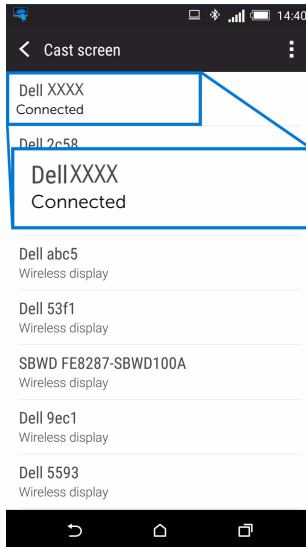 14:40
Cast screen
Dell XXXX
Connected
Dell 2c58
Dell XXXX
Connected
Dell abc5
Wireless display
Dell 53f1
Wireless display
SBWD FE8287-SBWD100A
Wireless display
Dell 9ec1
Wireless display
Dell 5593
Wireless display